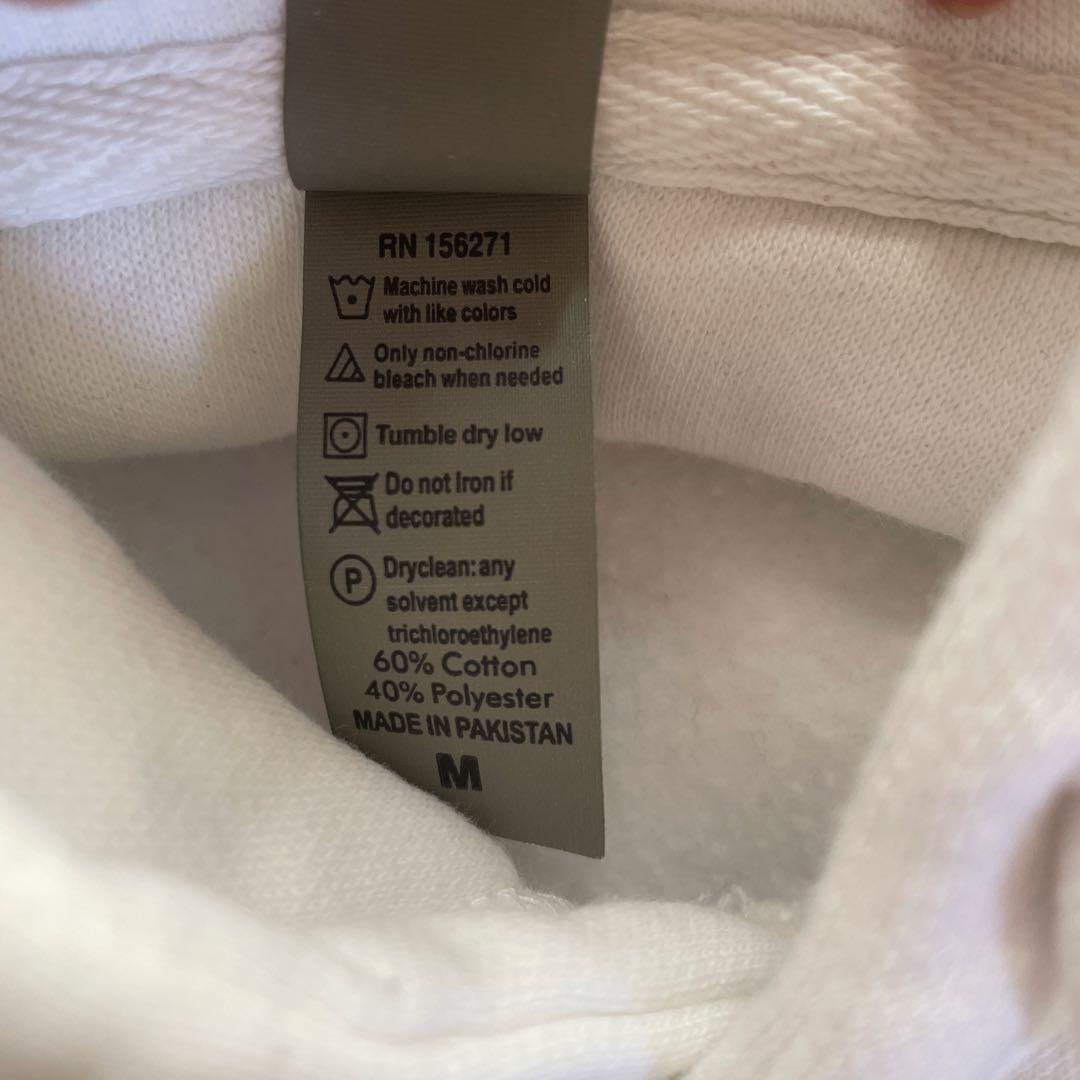 RN 156271
Machine wash cold
with like colors
Only non-chlorine
bleach when needed
Tumble dry low
Do not Iron if
decorated
P
Dryclean: any
solvent except
trichloroethylene
60% Cotton
40% Polyester
MADE IN PAKISTAN
M